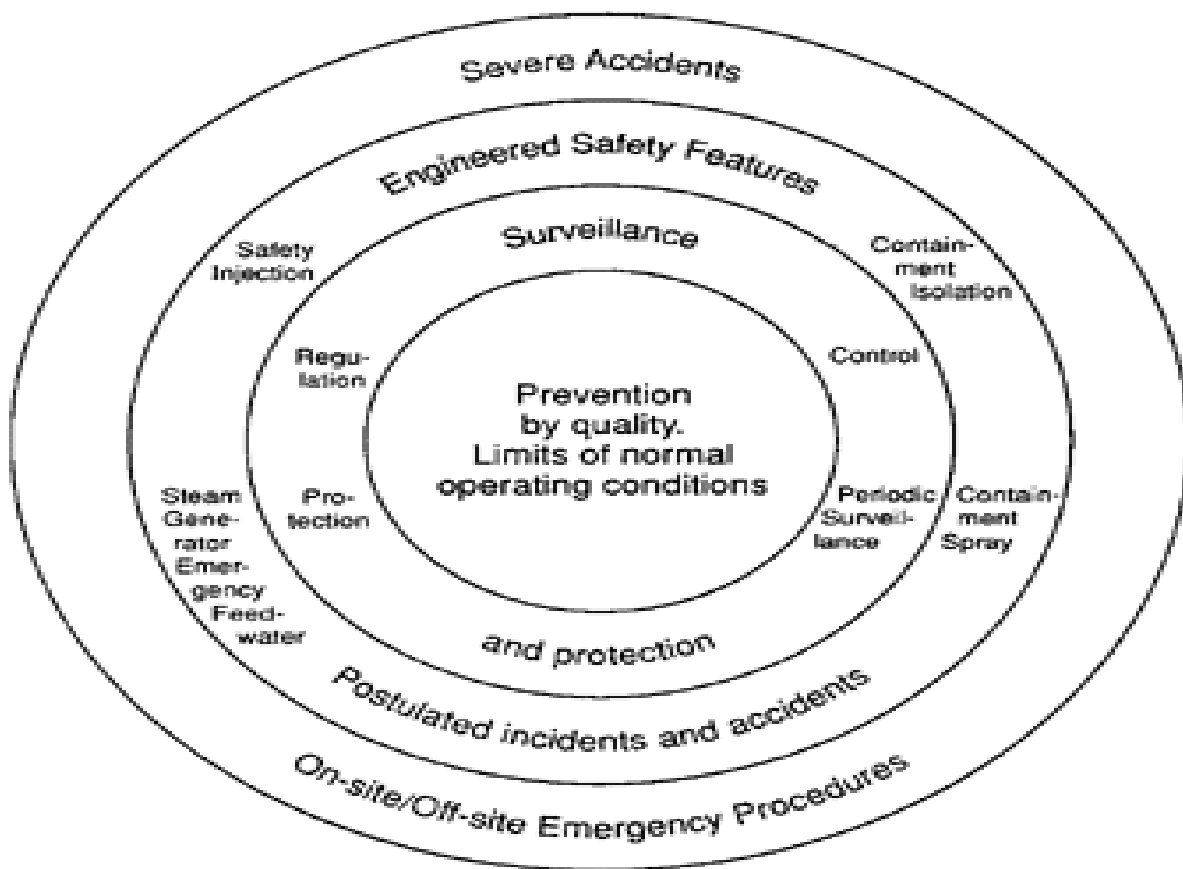 Severe Accidents
Engineered Safety Features
Surveillance
Safety
Injection
Contain-
ment
Isolation
Regu-
lation
Control
Prevention
by quality.
Limits of normal
operating conditions
Steam
Gene-
rator
Emer-
gency
Feed-
water
Pro-
tection
Periodic
Surveil-
lance
Contain-
ment
Spray
and protection
Postulated incidents and accidents
On-site/Off-site Emergency Procedures